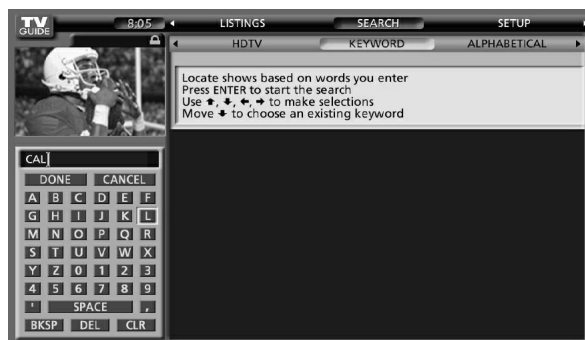 TV GUIDE 8:05 LISTINGS SEARCH SETUP
HDTV KEYWORD ALPHABETICAL
Locate shows based on words you enter
Press ENTER to start the search
Use ↑, ↓, ←, → to make selections
Move ↓ to choose an existing keyword
CAL
DONE CANCEL
A B C D E F
G H I J K L
M N O P Q R
S T U V W X
Y Z 0 1 2 3
4 5 6 7 8 9
' SPACE ,
BKSP DEL CLR